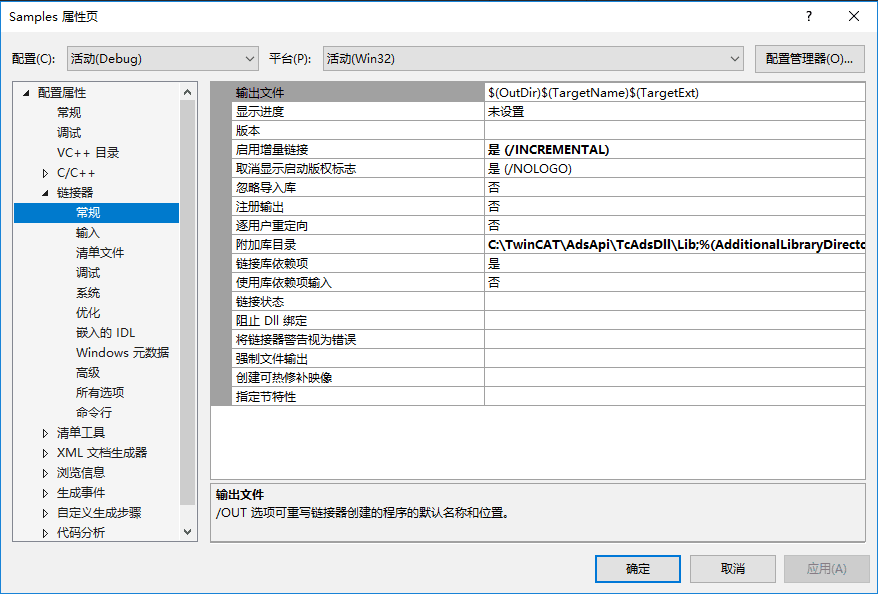 Samples 属性页
?
配置(C):
活动(Debug)
平台(P):
活动(Win32)
配置管理器(O)...
配置属性
常规
调试
VC++ 目录
C/C++
链接器
常规
输入
清单文件
调试
系统
优化
嵌入的 IDL
Windows 元数据
高级
所有选项
命令行
清单工具
XML 文档生成器
浏览信息
生成事件
自定义生成步骤
代码分析
输出文件 $(OutDir)$(TargetName)$(TargetExt)
显示进度 未设置
版本
启用增量链接 是 (/INCREMENTAL)
取消显示启动版权标志 是 (/NOLOGO)
忽略导入库 否
注册输出 否
逐用户重定向 否
附加库目录 C:\TwinCAT\AdsApi\TcAdsDll\Lib;%(AdditionalLibraryDirecto
链接库依赖项 是
使用库依赖项输入 否
链接状态
阻止 Dll 绑定
将链接器警告视为错误
强制文件输出
创建可热修补映像
指定节特性
输出文件
/OUT 选项可重写链接器创建的程序的默认名称和位置。
确定
取消
应用(A)